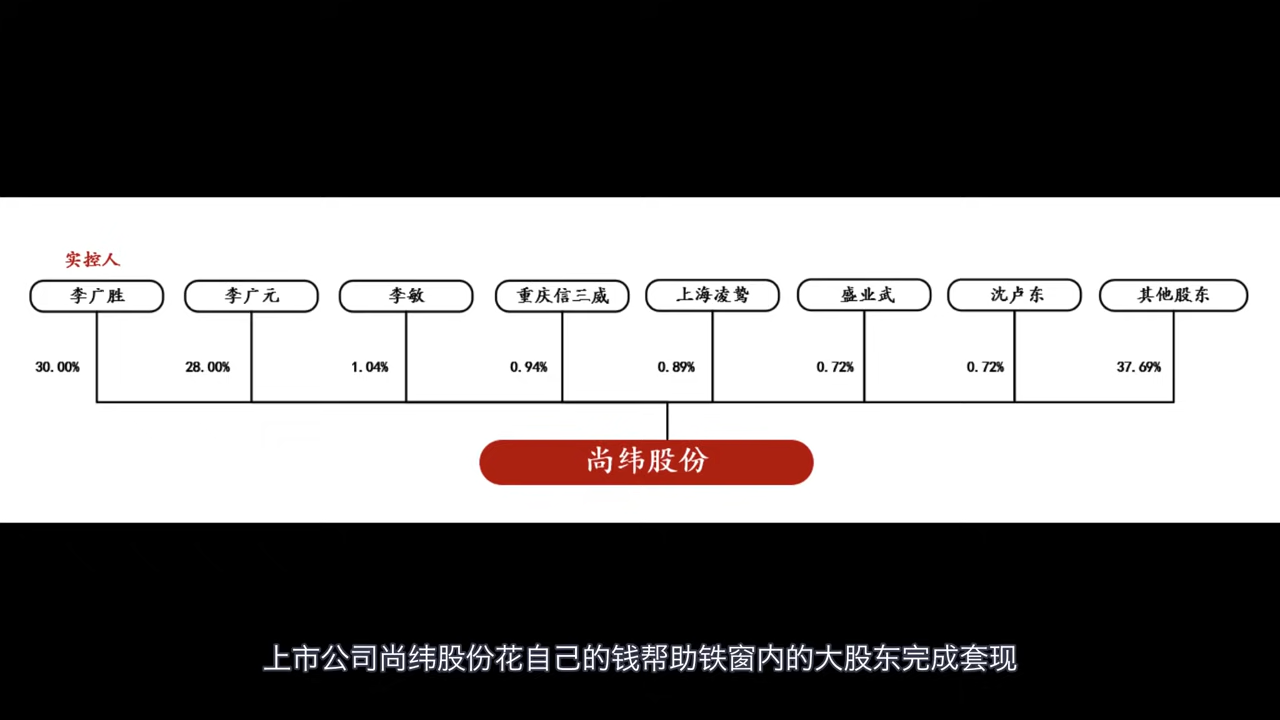 实控人
李广胜 李广元 李敏 重庆信三威 上海凌鸷 盛业武 沈卢东 其他股东
30.00% 28.00% 1.04% 0.94% 0.89% 0.72% 0.72% 37.69%
尚纬股份
上市公司尚纬股份花自己的钱帮助铁窗内的大股东完成套现